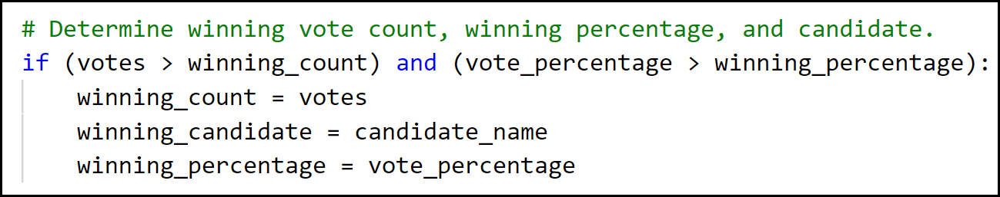 # Determine winning vote count, winning percentage, and candidate.
if (votes > winning_count) and (vote_percentage > winning_percentage):
    winning_count = votes
    winning_candidate = candidate_name
    winning_percentage = vote_percentage